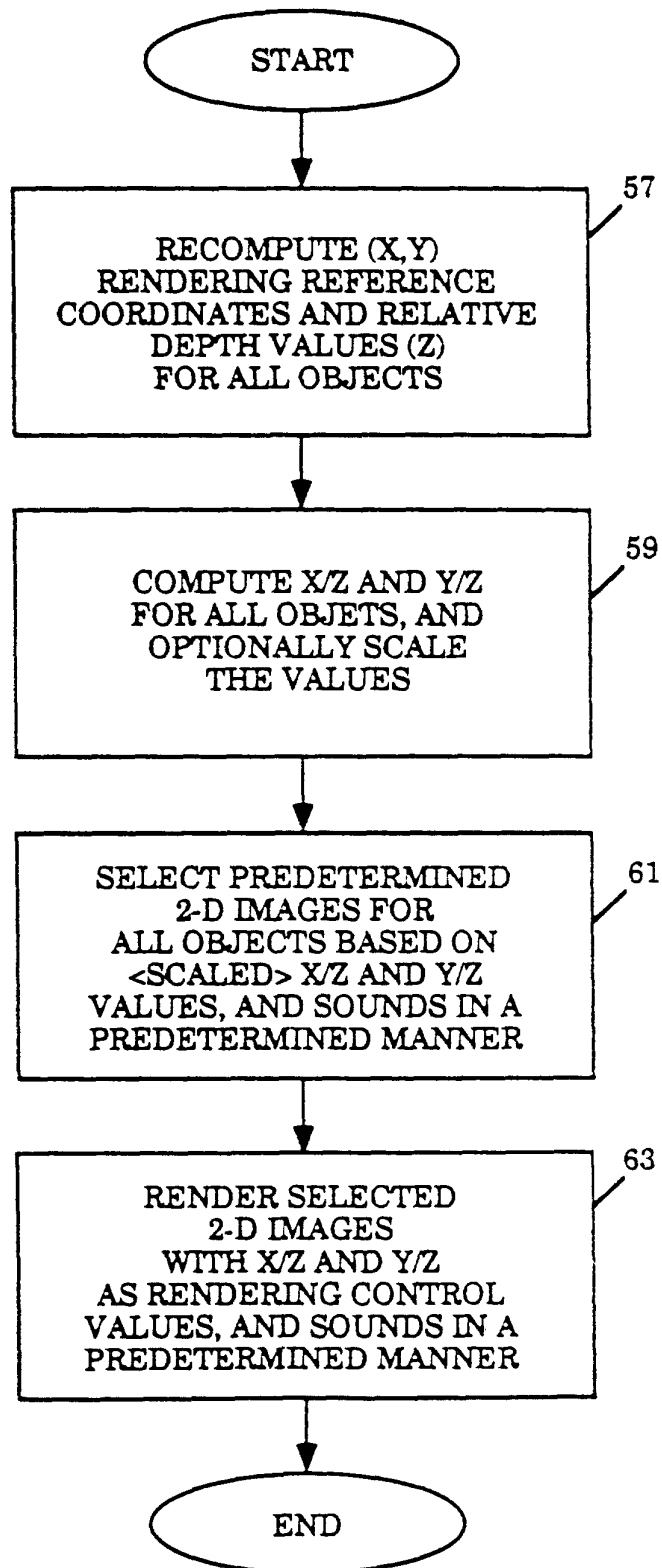 START
57
RECOMPUTE (X,Y)
RENDERING REFERENCE
COORDINATES AND RELATIVE
DEPTH VALUES (Z)
FOR ALL OBJECTS
59
COMPUTE X/Z AND Y/Z
FOR ALL OBJETS, AND
OPTIONALLY SCALE
THE VALUES
61
SELECT PREDETERMINED
2-D IMAGES FOR
ALL OBJECTS BASED ON
<SCALED> X/Z AND Y/Z
VALUES, AND SOUNDS IN A
PREDETERMINED MANNER
63
RENDER SELECTED
2-D IMAGES
WITH X/Z AND Y/Z
AS RENDERING CONTROL
VALUES, AND SOUNDS IN A
PREDETERMINED MANNER
END